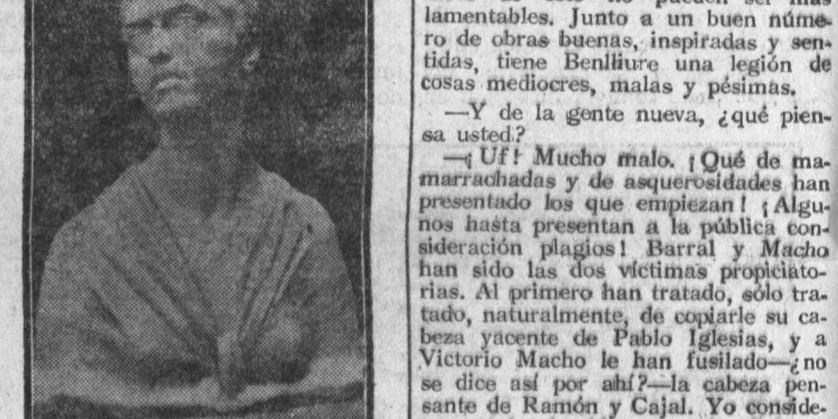 lamentables. Junto a un buen núme-
ro de obras buenas, inspiradas y sen-
tidas, tiene Benlliure una legión de
cosas mediocres, malas y pésimas.
—Y de la gente nueva, ¿qué pien-
sa usted?
—¡Uf! Mucho malo. ¡Qué de ma-
marrachadas y de asquerosidades han
presentado los que empiezan! ¡Algu-
nos hasta presentan a la pública con-
sideración plagios! Barral y Macho
han sido las dos víctimas propiciato-
rias. Al primero han tratado, sólo tra-
tado, naturalmente, de copiarle su ca-
beza yacente de Pablo Iglesias, y a
Victorio Macho le han fusilado—¿no
se dice así por ahí?—la cabeza pen-
sante de Ramón y Cajal. Yo conside-